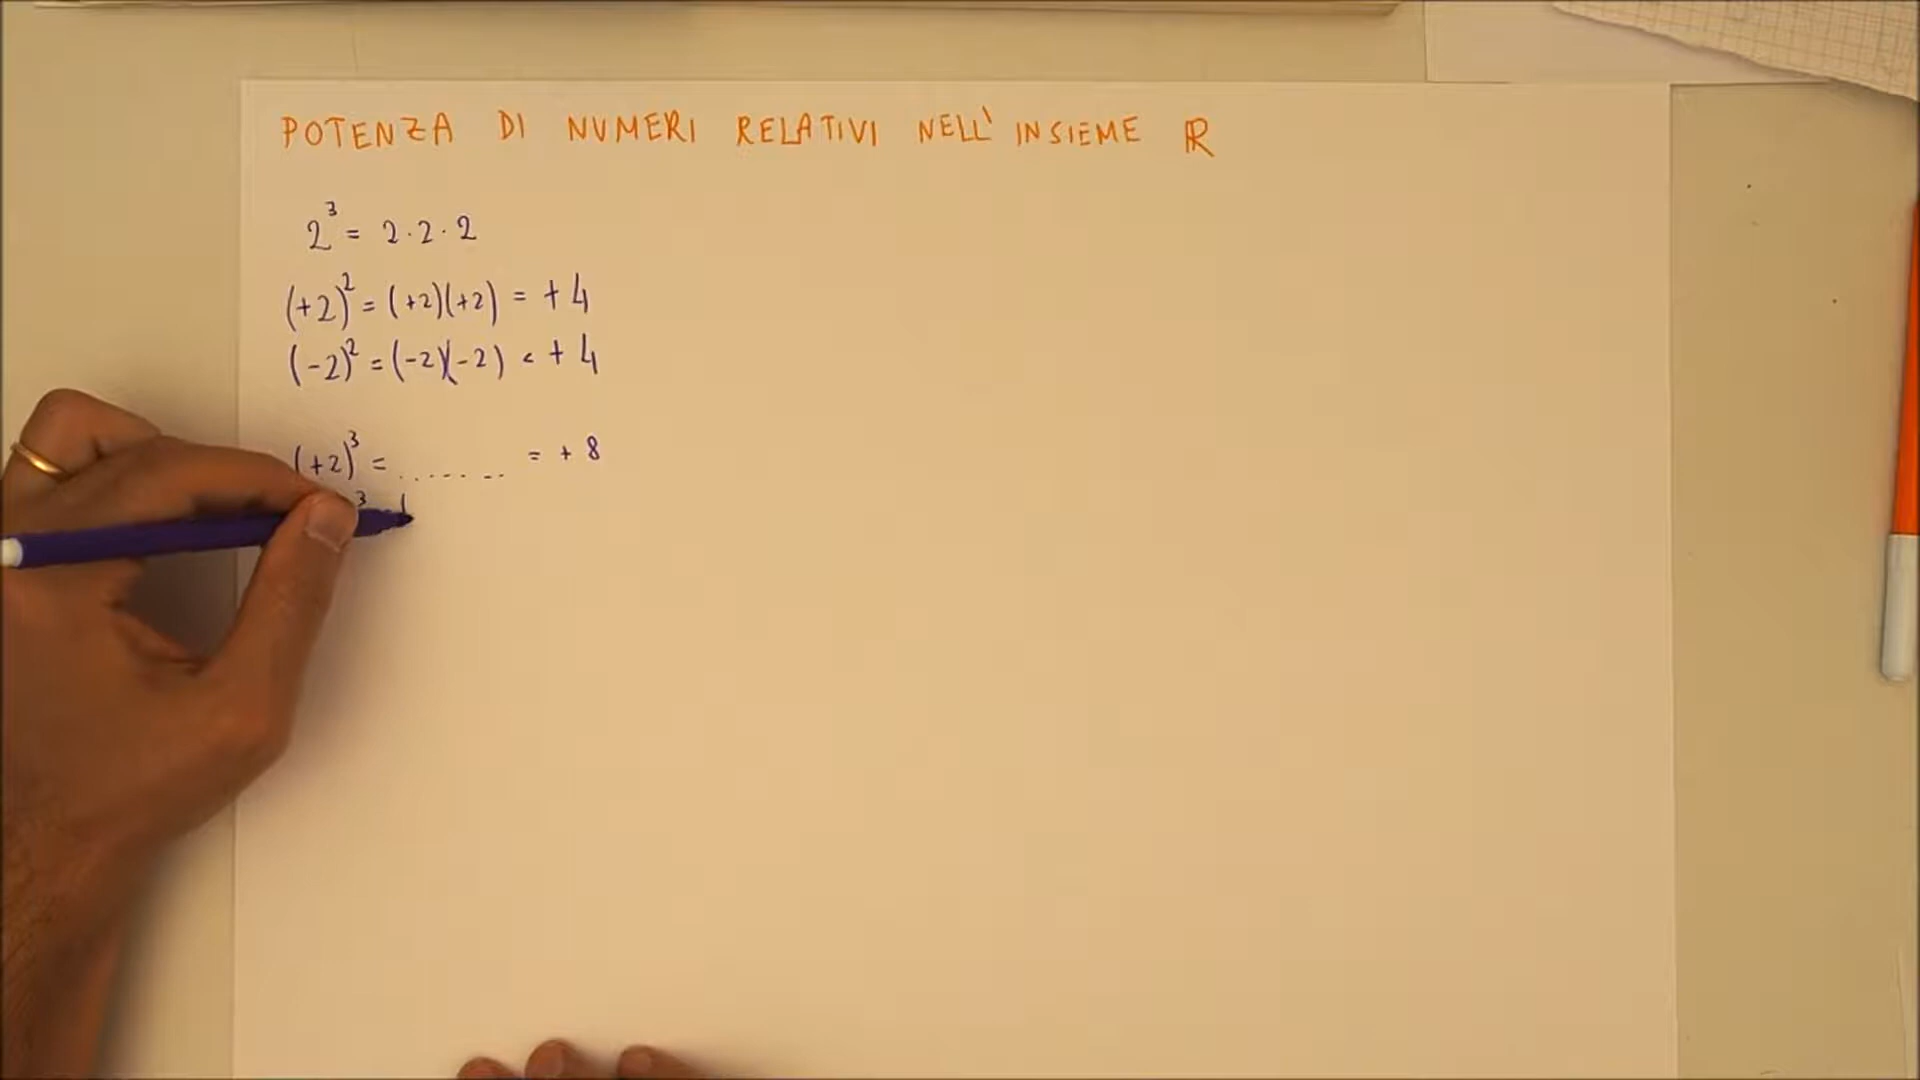 POTENZA DI NUMERI RELATIVI NELL' INSIEME ℝ
2³ = 2·2·2
(+2)² = (+2)(+2) = +4
(-2)² = (-2)(-2) = +4
(+2)³ = ....... = +8
³ (